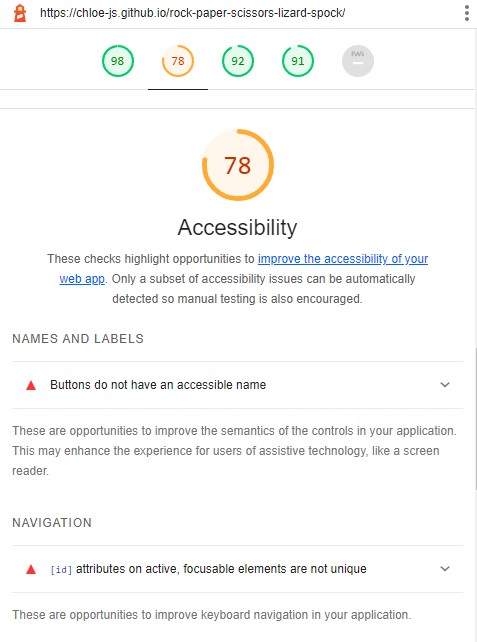 https://chloe-js.github.io/rock-paper-scissors-lizard-spock/
98 78 92 91 PWA
78
Accessibility
These checks highlight opportunities to improve the accessibility of your
web app. Only a subset of accessibility issues can be automatically
detected so manual testing is also encouraged.
NAMES AND LABELS
Buttons do not have an accessible name
These are opportunities to improve the semantics of the controls in your application.
This may enhance the experience for users of assistive technology, like a screen
reader.
NAVIGATION
[id] attributes on active, focusable elements are not unique
These are opportunities to improve keyboard navigation in your application.